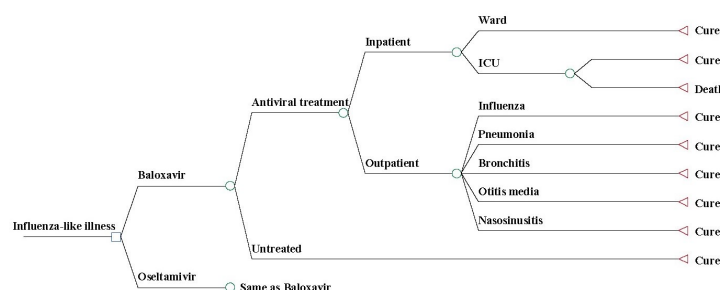 Ward
Cure
Inpatient
ICU
Cure
Death
Antiviral treatment
Influenza
Cure
Pneumonia
Cure
Outpatient
Bronchitis
Cure
Baloxavir
Otitis media
Cure
Nasosinusitis
Cure
Influenza-like illness
Untreated
Cure
Oseltamivir
Same as Baloxavir